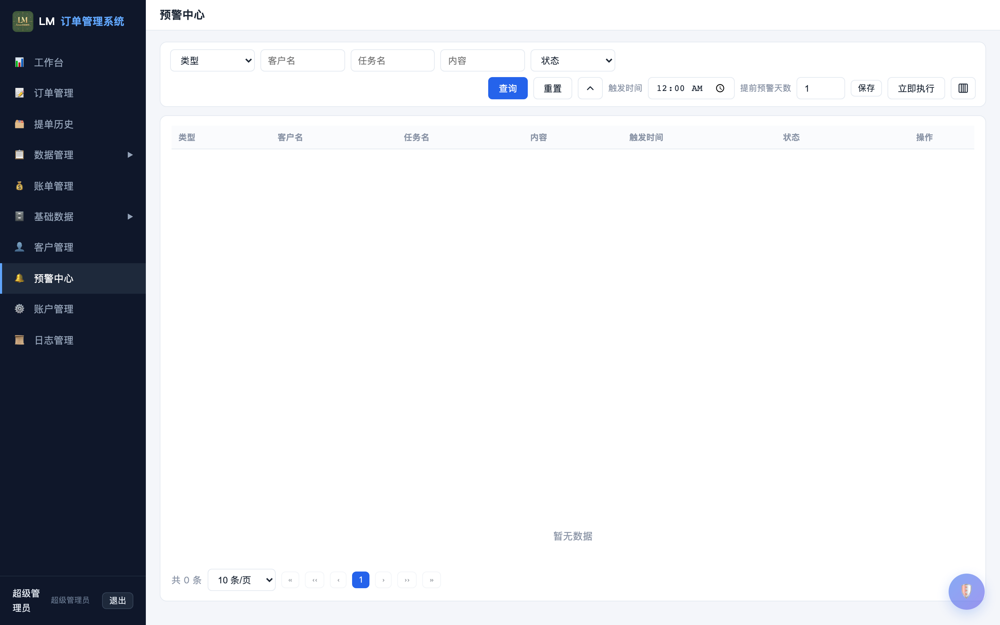 LM 订单管理系统
工作台
订单管理
提单历史
数据管理
账单管理
基础数据
客户管理
预警中心
账户管理
日志管理
超级管理员
超级管理员
退出
预警中心
类型 客户名 任务名 内容 状态
查询 重置 触发时间 12:00 AM 提前预警天数 1 保存 立即执行
类型 客户名 任务名 内容 触发时间 状态 操作
暂无数据
共 0 条 10 条/页 « ‹‹ ‹ 1 › ›› »